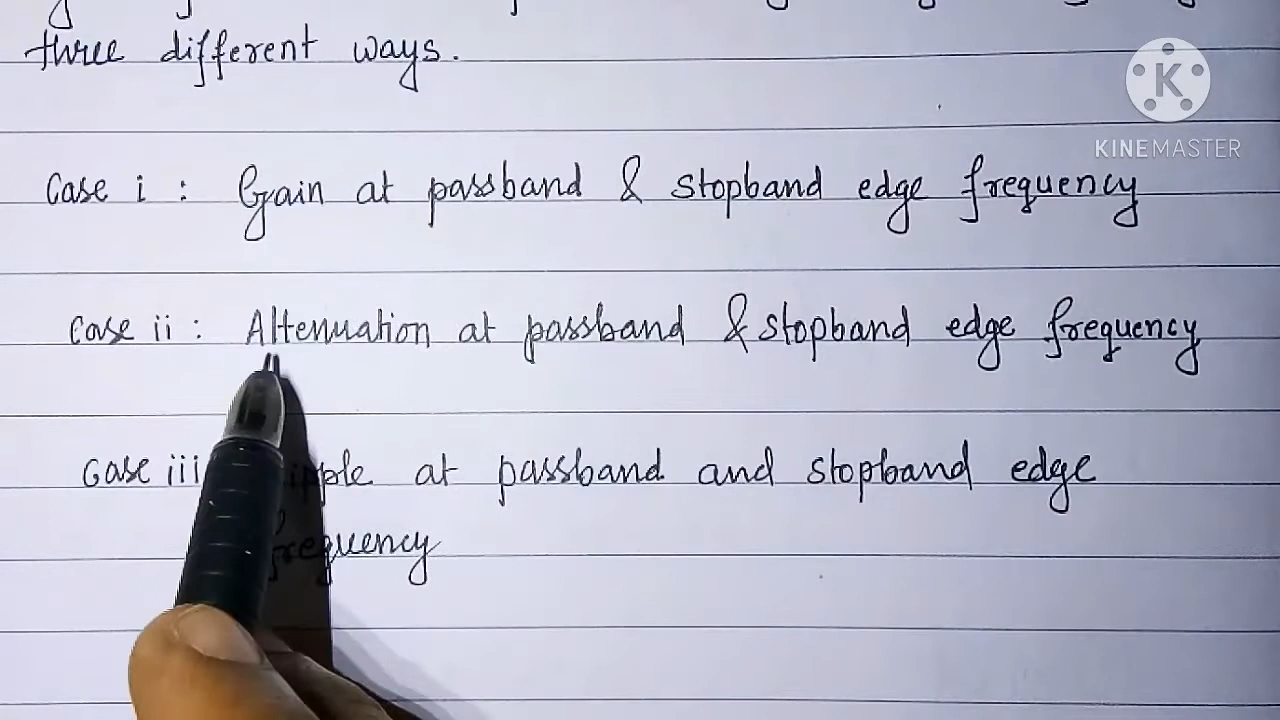 three different ways.
K
KINEMASTER
Case i : Gain at passband & stopband edge frequency
Case ii : Attenuation at passband & stopband edge frequency
Case iii at passband and stopband edge
frequency